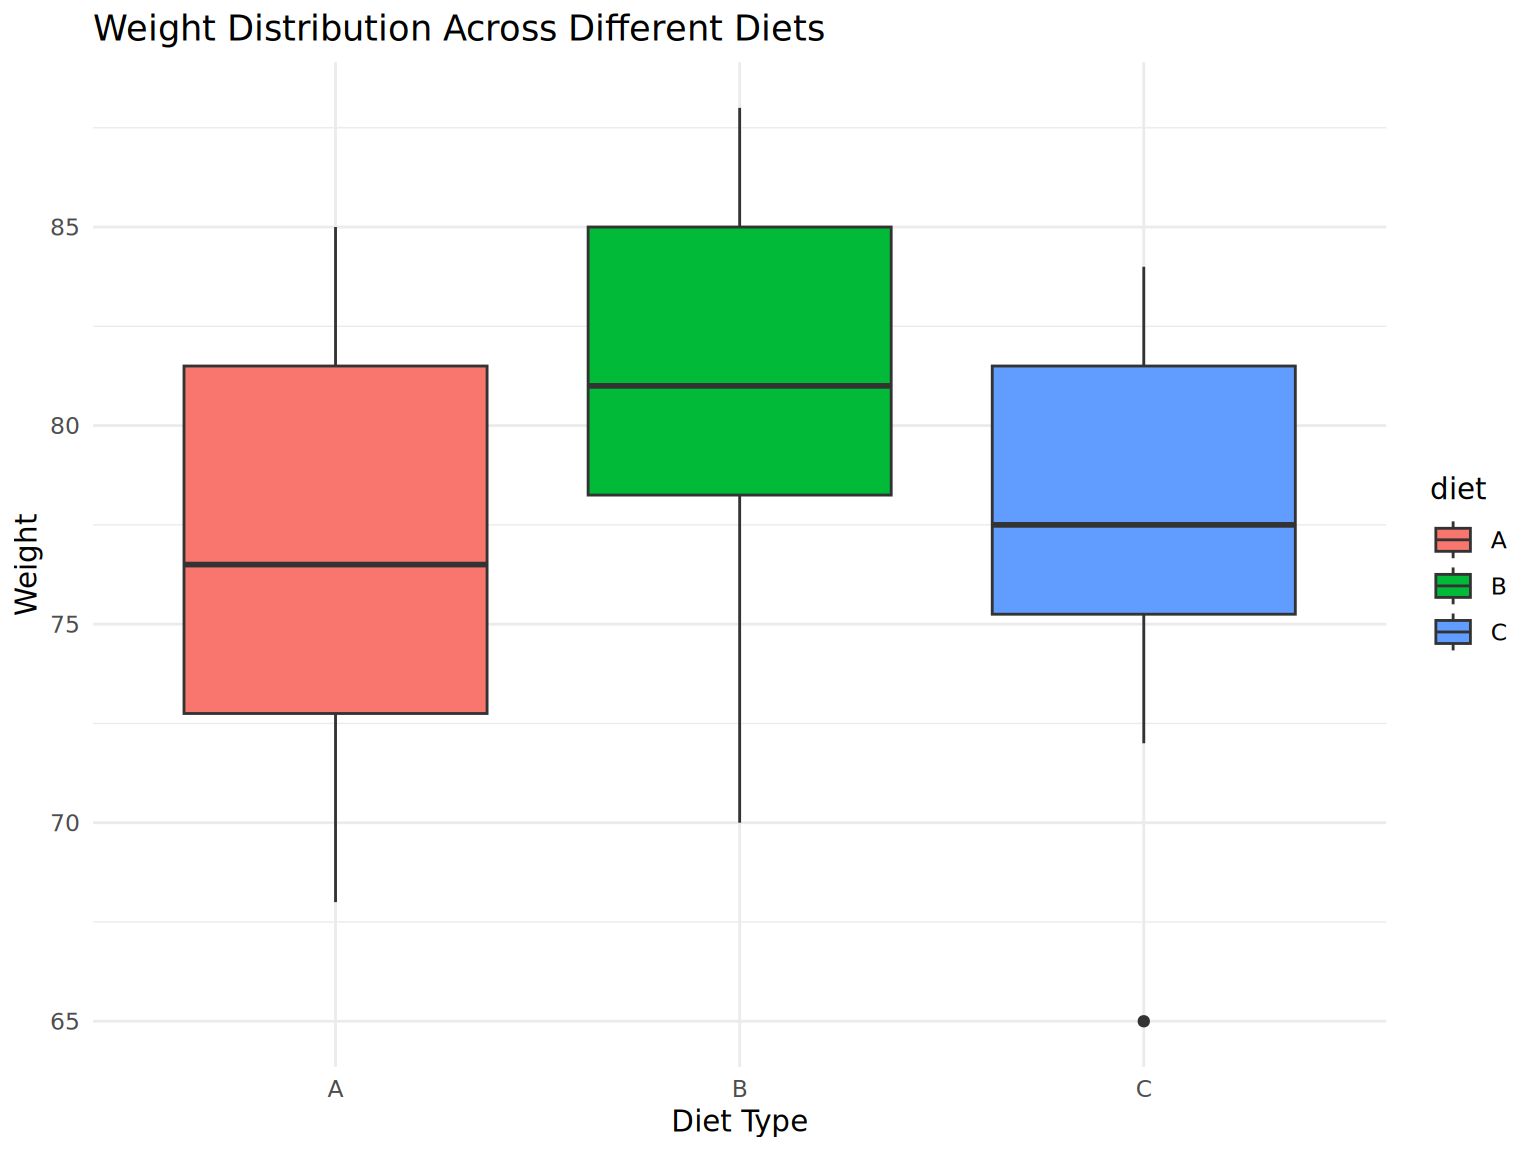 Weight Distribution Across Different Diets
Weight
85
80
75
70
65
A
B
C
Diet Type
diet
A
B
C